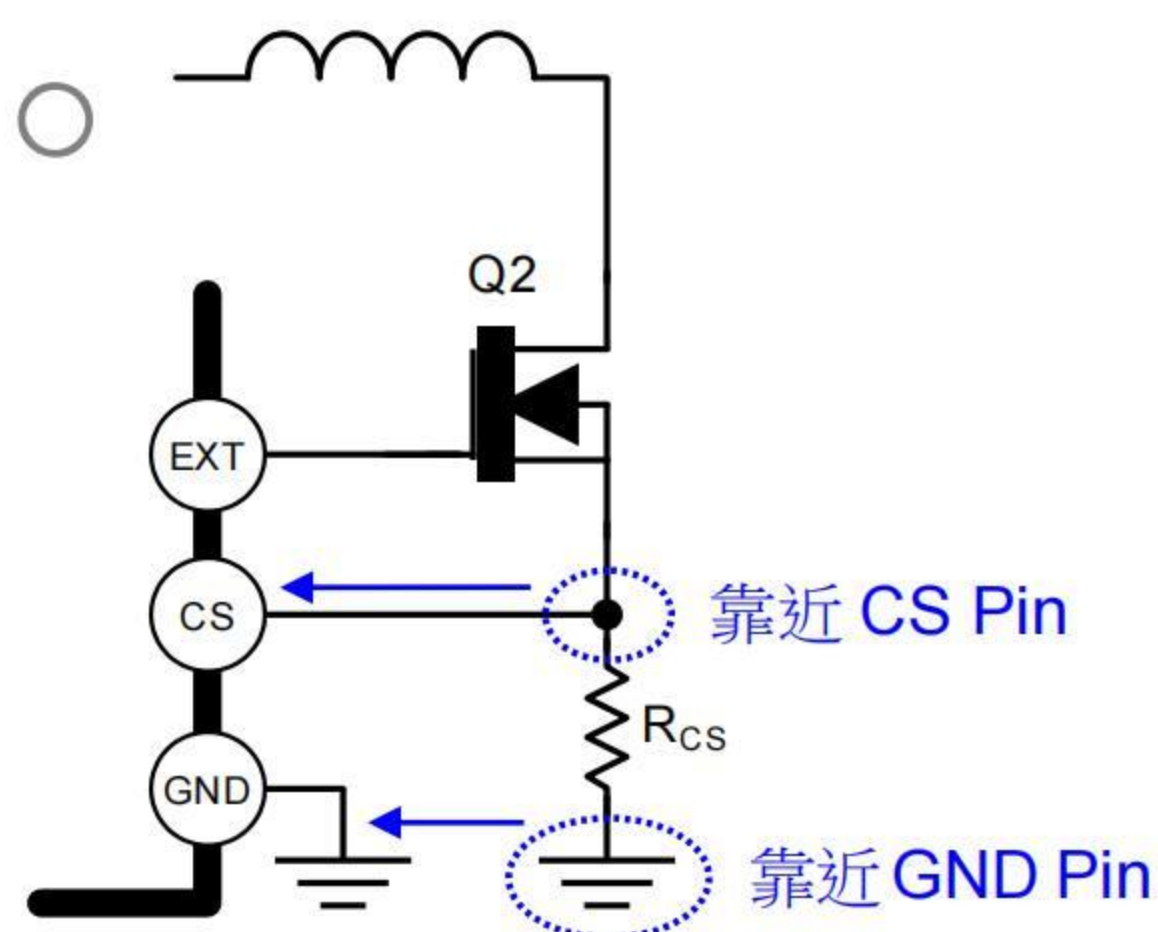 Q2
EXT
CS
靠近 CS Pin
RCS
GND
靠近 GND Pin